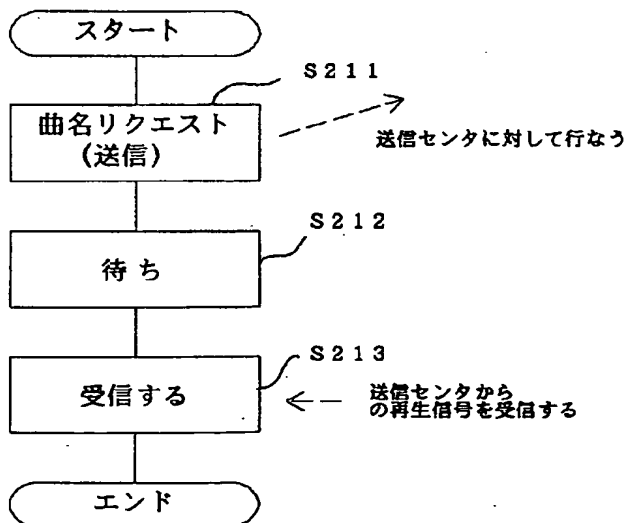 スタート
S211
曲名リクエスト
(送信)
送信センタに対して行なう
S212
待ち
S213
受信する
送信センタから
の再生信号を受信する
エンド